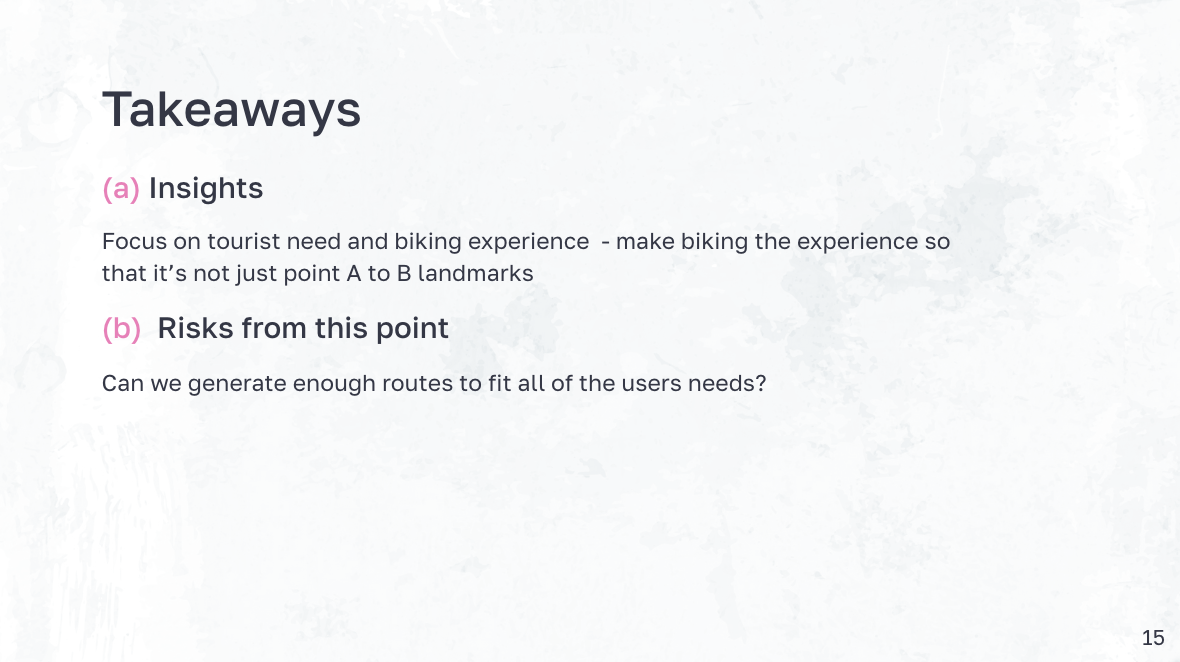 Takeaways
(a) Insights
Focus on tourist need and biking experience  - make biking the experience so
that it’s not just point A to B landmarks
(b)  Risks from this point
Can we generate enough routes to fit all of the users needs?
15